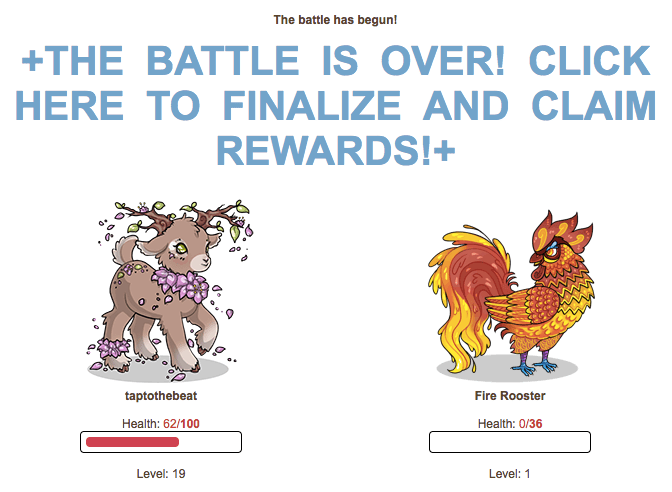 The battle has begun!
+THE BATTLE IS OVER! CLICK
HERE TO FINALIZE AND CLAIM
REWARDS!+
taptothebeat
Fire Rooster
Health: 62/100
Health: 0/36
Level: 19
Level: 1